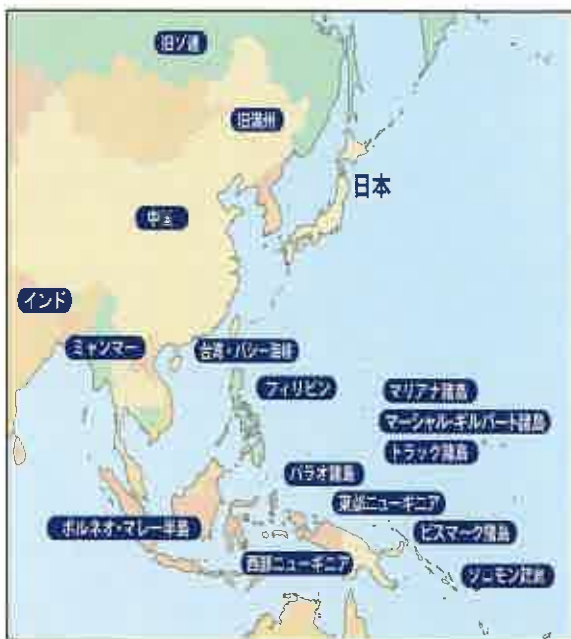 旧ソ連
旧満州
日本
中国
インド
ミャンマー
台湾・バシー海峡
フィリピン
マリアナ諸島
マーシャル・ギルバート諸島
トラック諸島
パラオ諸島
東部ニューギニア
ボルネオ・マレー半島
ビスマーク諸島
西部ニューギニア
ソロモン諸島